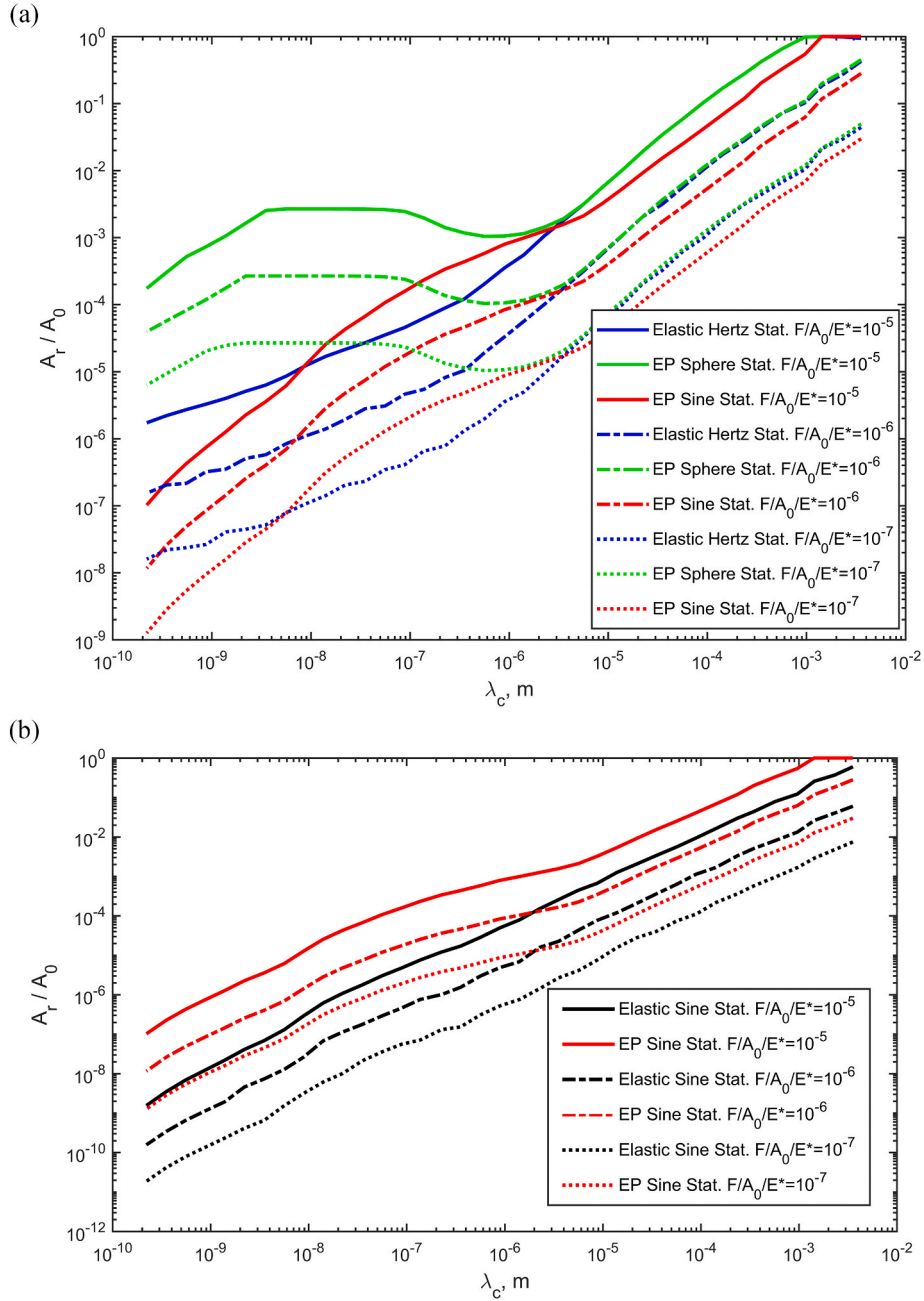 (a)
10^0
10^-1
10^-2
10^-3
10^-4
10^-5
10^-6
10^-7
10^-8
10^-9
A_r / A_0
Elastic Hertz Stat. F/A_0/E*=10^-5
EP Sphere Stat. F/A_0/E*=10^-5
EP Sine Stat. F/A_0/E*=10^-5
Elastic Hertz Stat. F/A_0/E*=10^-6
EP Sphere Stat. F/A_0/E*=10^-6
EP Sine Stat. F/A_0/E*=10^-6
Elastic Hertz Stat. F/A_0/E*=10^-7
EP Sphere Stat. F/A_0/E*=10^-7
EP Sine Stat. F/A_0/E*=10^-7
10^-10 10^-9 10^-8 10^-7 10^-6 10^-5 10^-4 10^-3 10^-2
λ_c, m
(b)
10^0
10^-2
10^-4
10^-6
10^-8
10^-10
10^-12
A_r / A_0
Elastic Sine Stat. F/A_0/E*=10^-5
EP Sine Stat. F/A_0/E*=10^-5
Elastic Sine Stat. F/A_0/E*=10^-6
EP Sine Stat. F/A_0/E*=10^-6
Elastic Sine Stat. F/A_0/E*=10^-7
EP Sine Stat. F/A_0/E*=10^-7
10^-10 10^-9 10^-8 10^-7 10^-6 10^-5 10^-4 10^-3 10^-2
λ_c, m